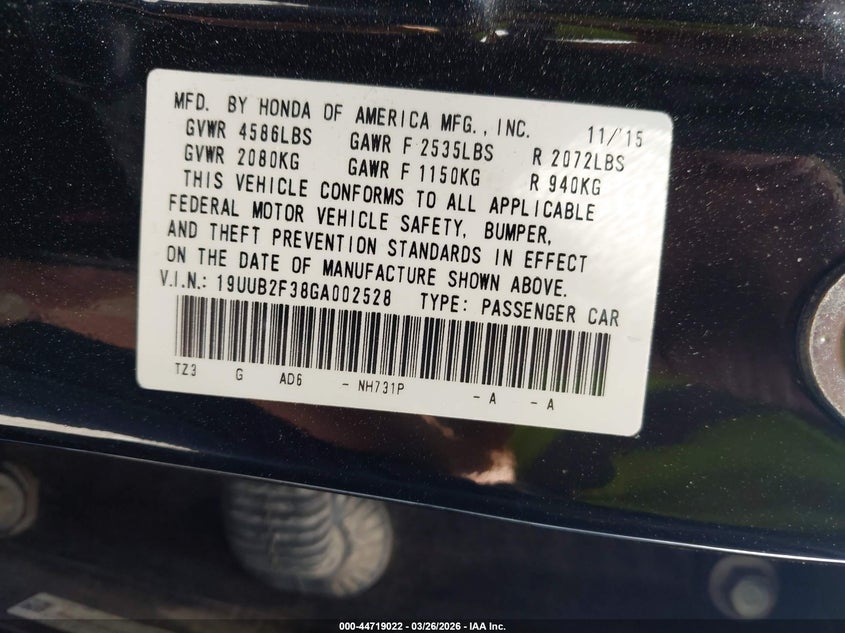 MFD. BY HONDA OF AMERICA MFG., INC. 11/'15
GVWR 4586LBS GAWR F 2535LBS R 2072LBS
GVWR 2080KG GAWR F 1150KG R 940KG
THIS VEHICLE CONFORMS TO ALL APPLICABLE
FEDERAL MOTOR VEHICLE SAFETY, BUMPER,
AND THEFT PREVENTION STANDARDS IN EFFECT
ON THE DATE OF MANUFACTURE SHOWN ABOVE.
V.I.N.: 19UUB2F38GA002528 TYPE: PASSENGER CAR
TZ3 G AD6 - NH731P - A - A
000-44719022 - 03/26/2026 - IAA Inc.